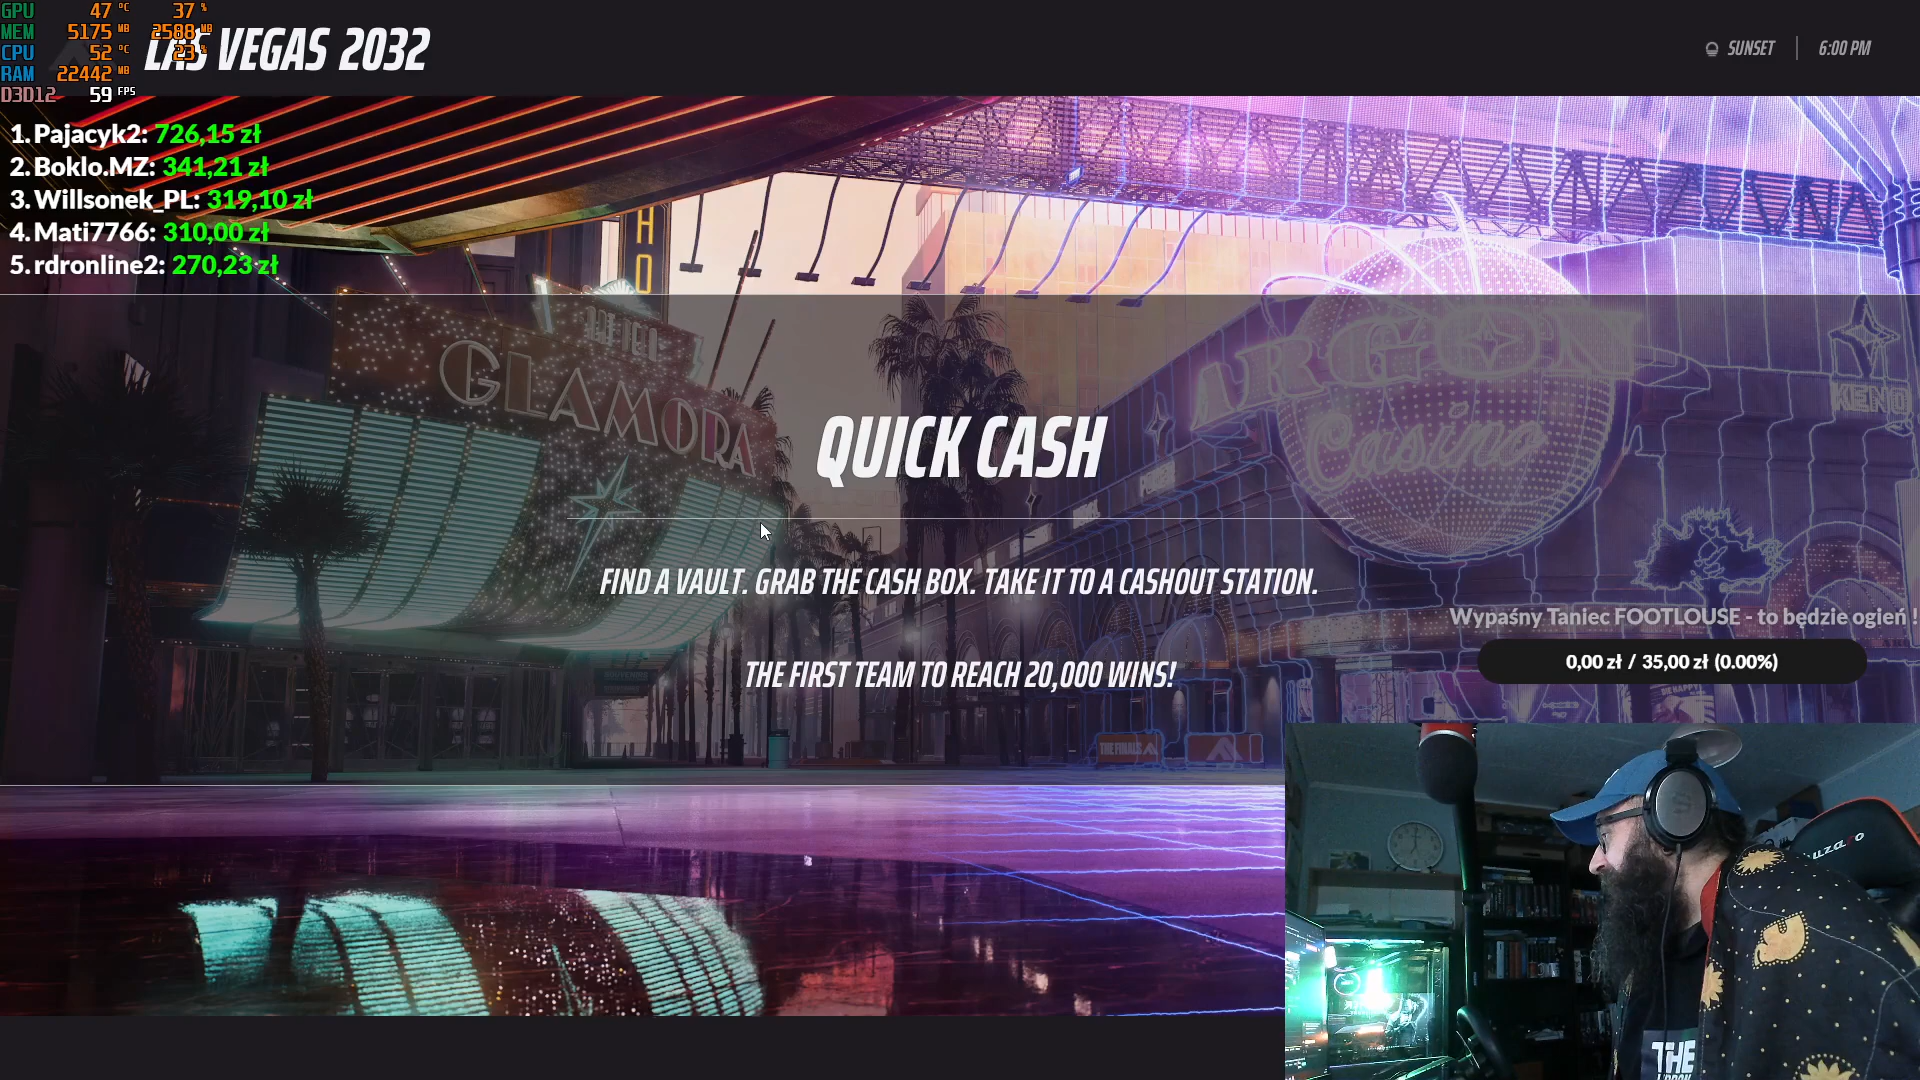 GPU 47 °C 37 %
MEM 5175 MB 2588 MB
CPU 52 °C 23 %
RAM 22442 MB
D3D12 59 FPS
LAS VEGAS 2032
SUNSET 6:00 PM
1. Pajacyk2: 726,15 zł
2. Boklo.MZ: 341,21 zł
3. Willsonek_PL: 319,10 zł
4. Mati7766: 310,00 zł
5. rdronline2: 270,23 zł
HO
GLAMORA
ARGON
Casino
KENO
QUICK CASH
FIND A VAULT. GRAB THE CASH BOX. TAKE IT TO A CASHOUT STATION.
THE FIRST TEAM TO REACH 20,000 WINS!
Wypaśny Taniec FOOTLOUSE - to będzie ogień !
0,00 zł / 35,00 zł (0.00%)
THE FINALS
THE